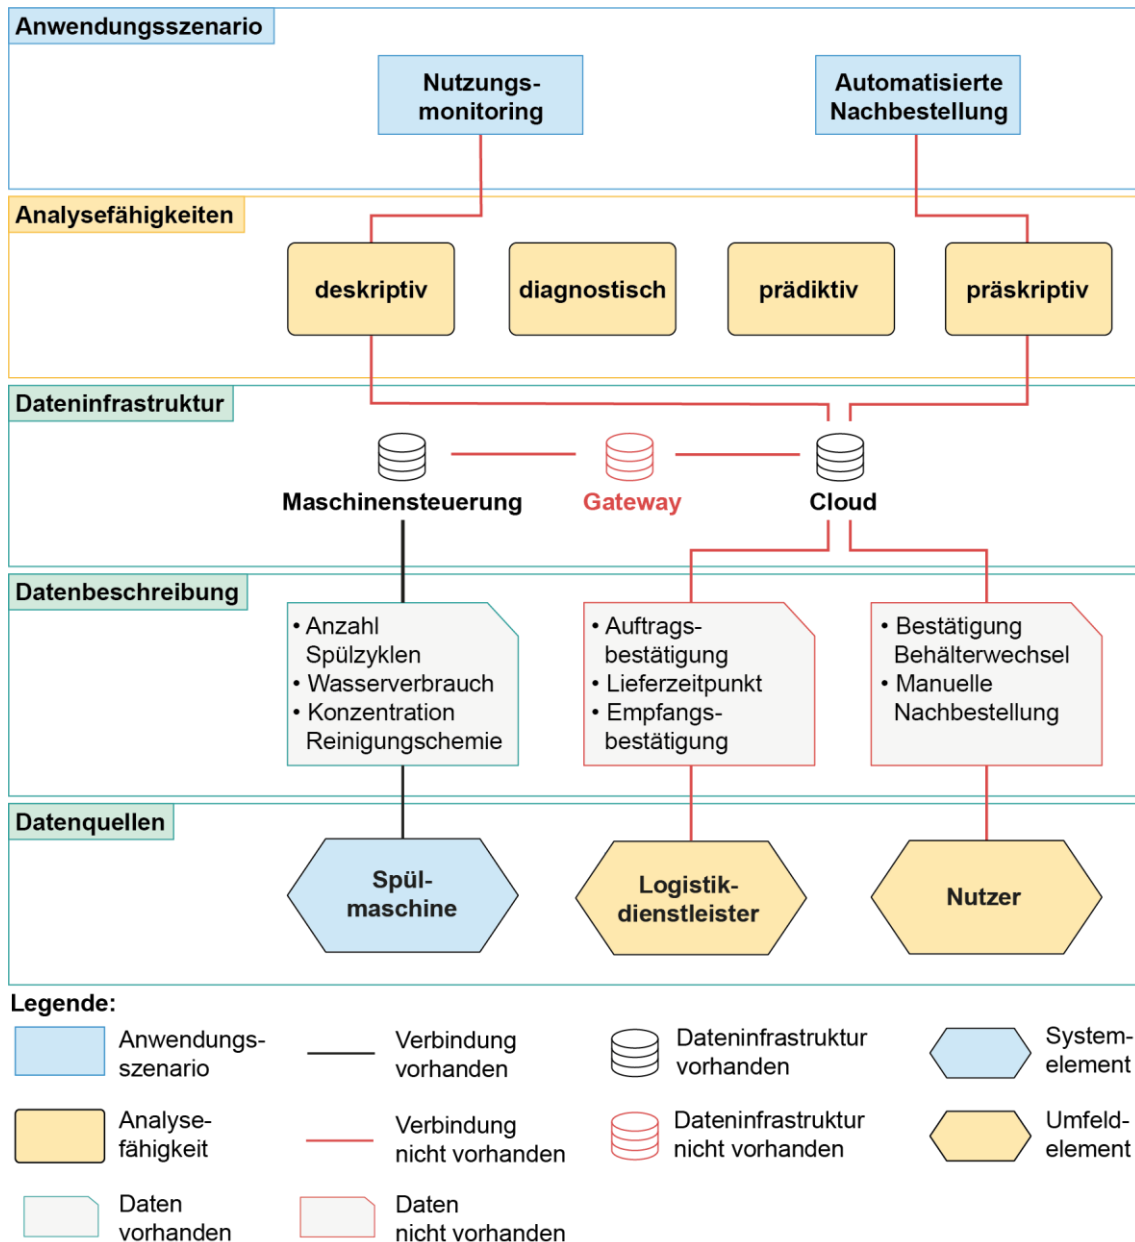 Anwendungsszenario
Nutzungs-
monitoring
Automatisierte
Nachbestellung
Analysefähigkeiten
deskriptiv
diagnostisch
prädiktiv
präskriptiv
Dateninfrastruktur
Maschinensteuerung
Gateway
Cloud
Datenbeschreibung
• Anzahl
Spülzyklen
• Wasserverbrauch
• Konzentration
Reinigungschemie
• Auftrags-
bestätigung
• Lieferzeitpunkt
• Empfangs-
bestätigung
• Bestätigung
Behälterwechsel
• Manuelle
Nachbestellung
Datenquellen
Spül-
maschine
Logistik-
dienstleister
Nutzer
Legende:
Anwendungs-
szenario
Verbindung
vorhanden
Dateninfrastruktur
vorhanden
System-
element
Analyse-
fähigkeit
Verbindung
nicht vorhanden
Dateninfrastruktur
nicht vorhanden
Umfeld-
element
Daten
vorhanden
Daten
nicht vorhanden